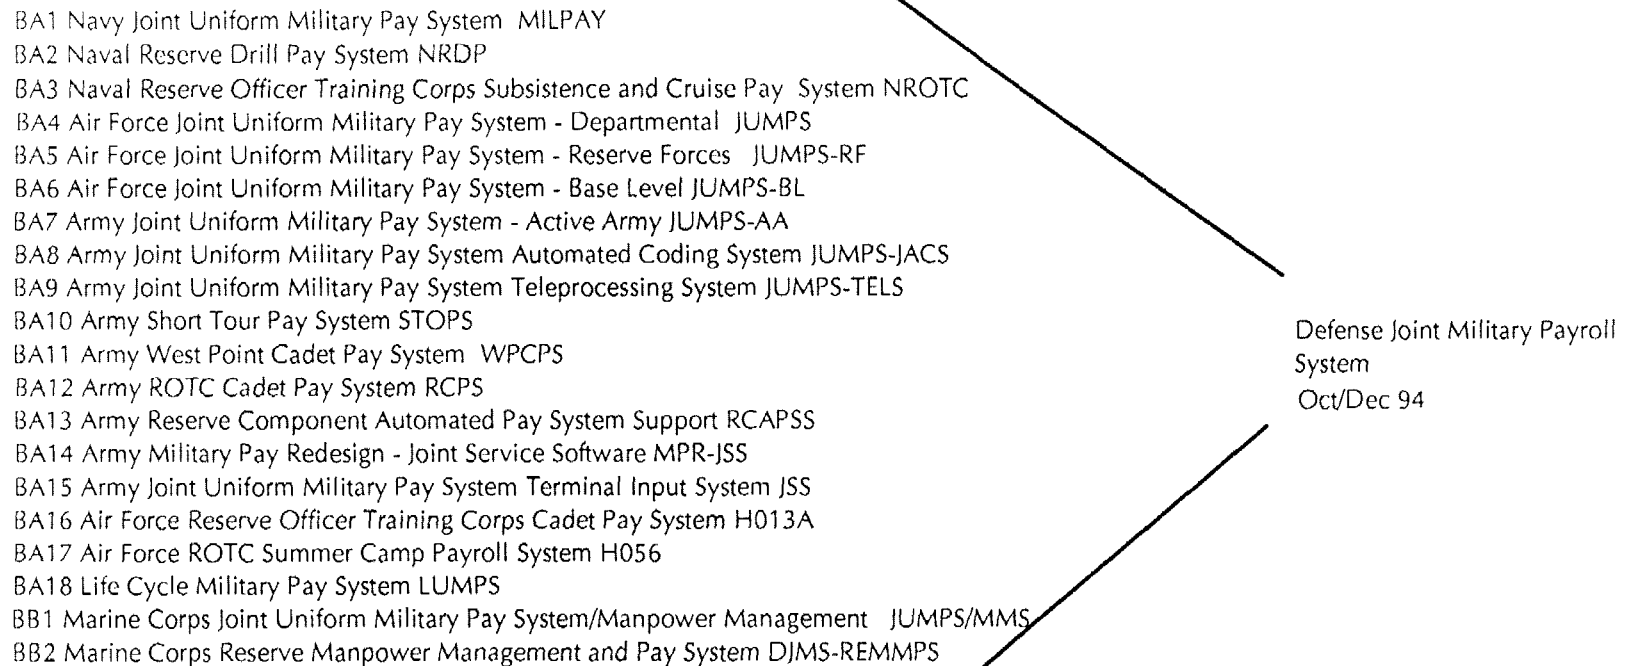 BA1 Navy Joint Uniform Military Pay System MILPAY
BA2 Naval Reserve Drill Pay System NRDP
BA3 Naval Reserve Officer Training Corps Subsistence and Cruise Pay System NROTC
BA4 Air Force Joint Uniform Military Pay System - Departmental JUMPS
BA5 Air Force Joint Uniform Military Pay System - Reserve Forces JUMPS-RF
BA6 Air Force Joint Uniform Military Pay System - Base Level JUMPS-BL
BA7 Army Joint Uniform Military Pay System - Active Army JUMPS-AA
BA8 Army Joint Uniform Military Pay System Automated Coding System JUMPS-JACS
BA9 Army Joint Uniform Military Pay System Teleprocessing System JUMPS-TELS
BA10 Army Short Tour Pay System STOPS
BA11 Army West Point Cadet Pay System WPCPS
BA12 Army ROTC Cadet Pay System RCPS
BA13 Army Reserve Component Automated Pay System Support RCAPSS
BA14 Army Military Pay Redesign - Joint Service Software MPR-JSS
BA15 Army Joint Uniform Military Pay System Terminal Input System JSS
BA16 Air Force Reserve Officer Training Corps Cadet Pay System H013A
BA17 Air Force ROTC Summer Camp Payroll System H056
BA18 Life Cycle Military Pay System LUMPS
BB1 Marine Corps Joint Uniform Military Pay System/Manpower Management JUMPS/MMS
BB2 Marine Corps Reserve Manpower Management and Pay System DJMS-REMMPS
Defense Joint Military Payroll
System
Oct/Dec 94